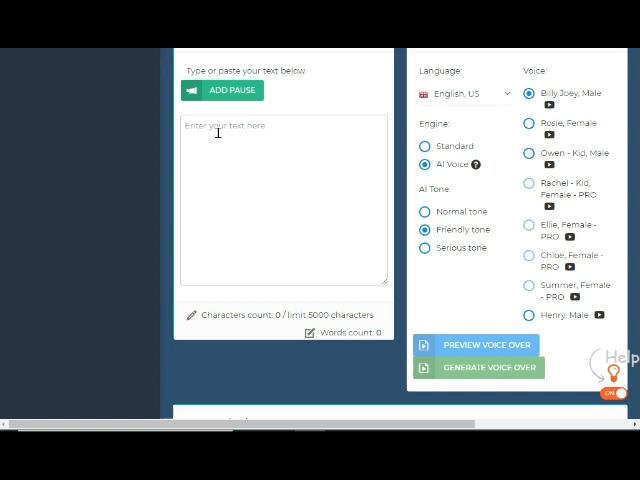 Type or paste your text below
ADD PAUSE
Enter your text here
Characters count: 0 / limit 5000 characters
Words count: 0
Language:
English, US
Engine:
Standard
AI Voice ?
AI Tone:
Normal tone
Friendly tone
Serious tone
Voice:
Billy Joey, Male
Rosie, Female
Owen - Kid, Male
Rachel - Kid,
Female - PRO
Ellie, Female -
PRO
Chloe, Female -
PRO
Summer, Female
- PRO
Henry, Male
PREVIEW VOICE OVER
GENERATE VOICE OVER
Help
ON